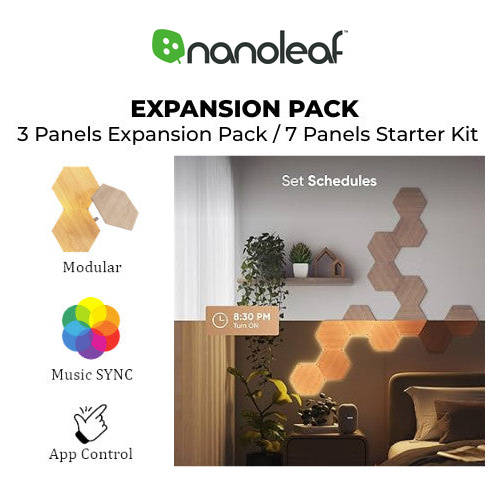 nanoleaf™
EXPANSION PACK
3 Panels Expansion Pack / 7 Panels Starter Kit
Modular
Music SYNC
App Control
Set Schedules
8:30 PM
Turn ON